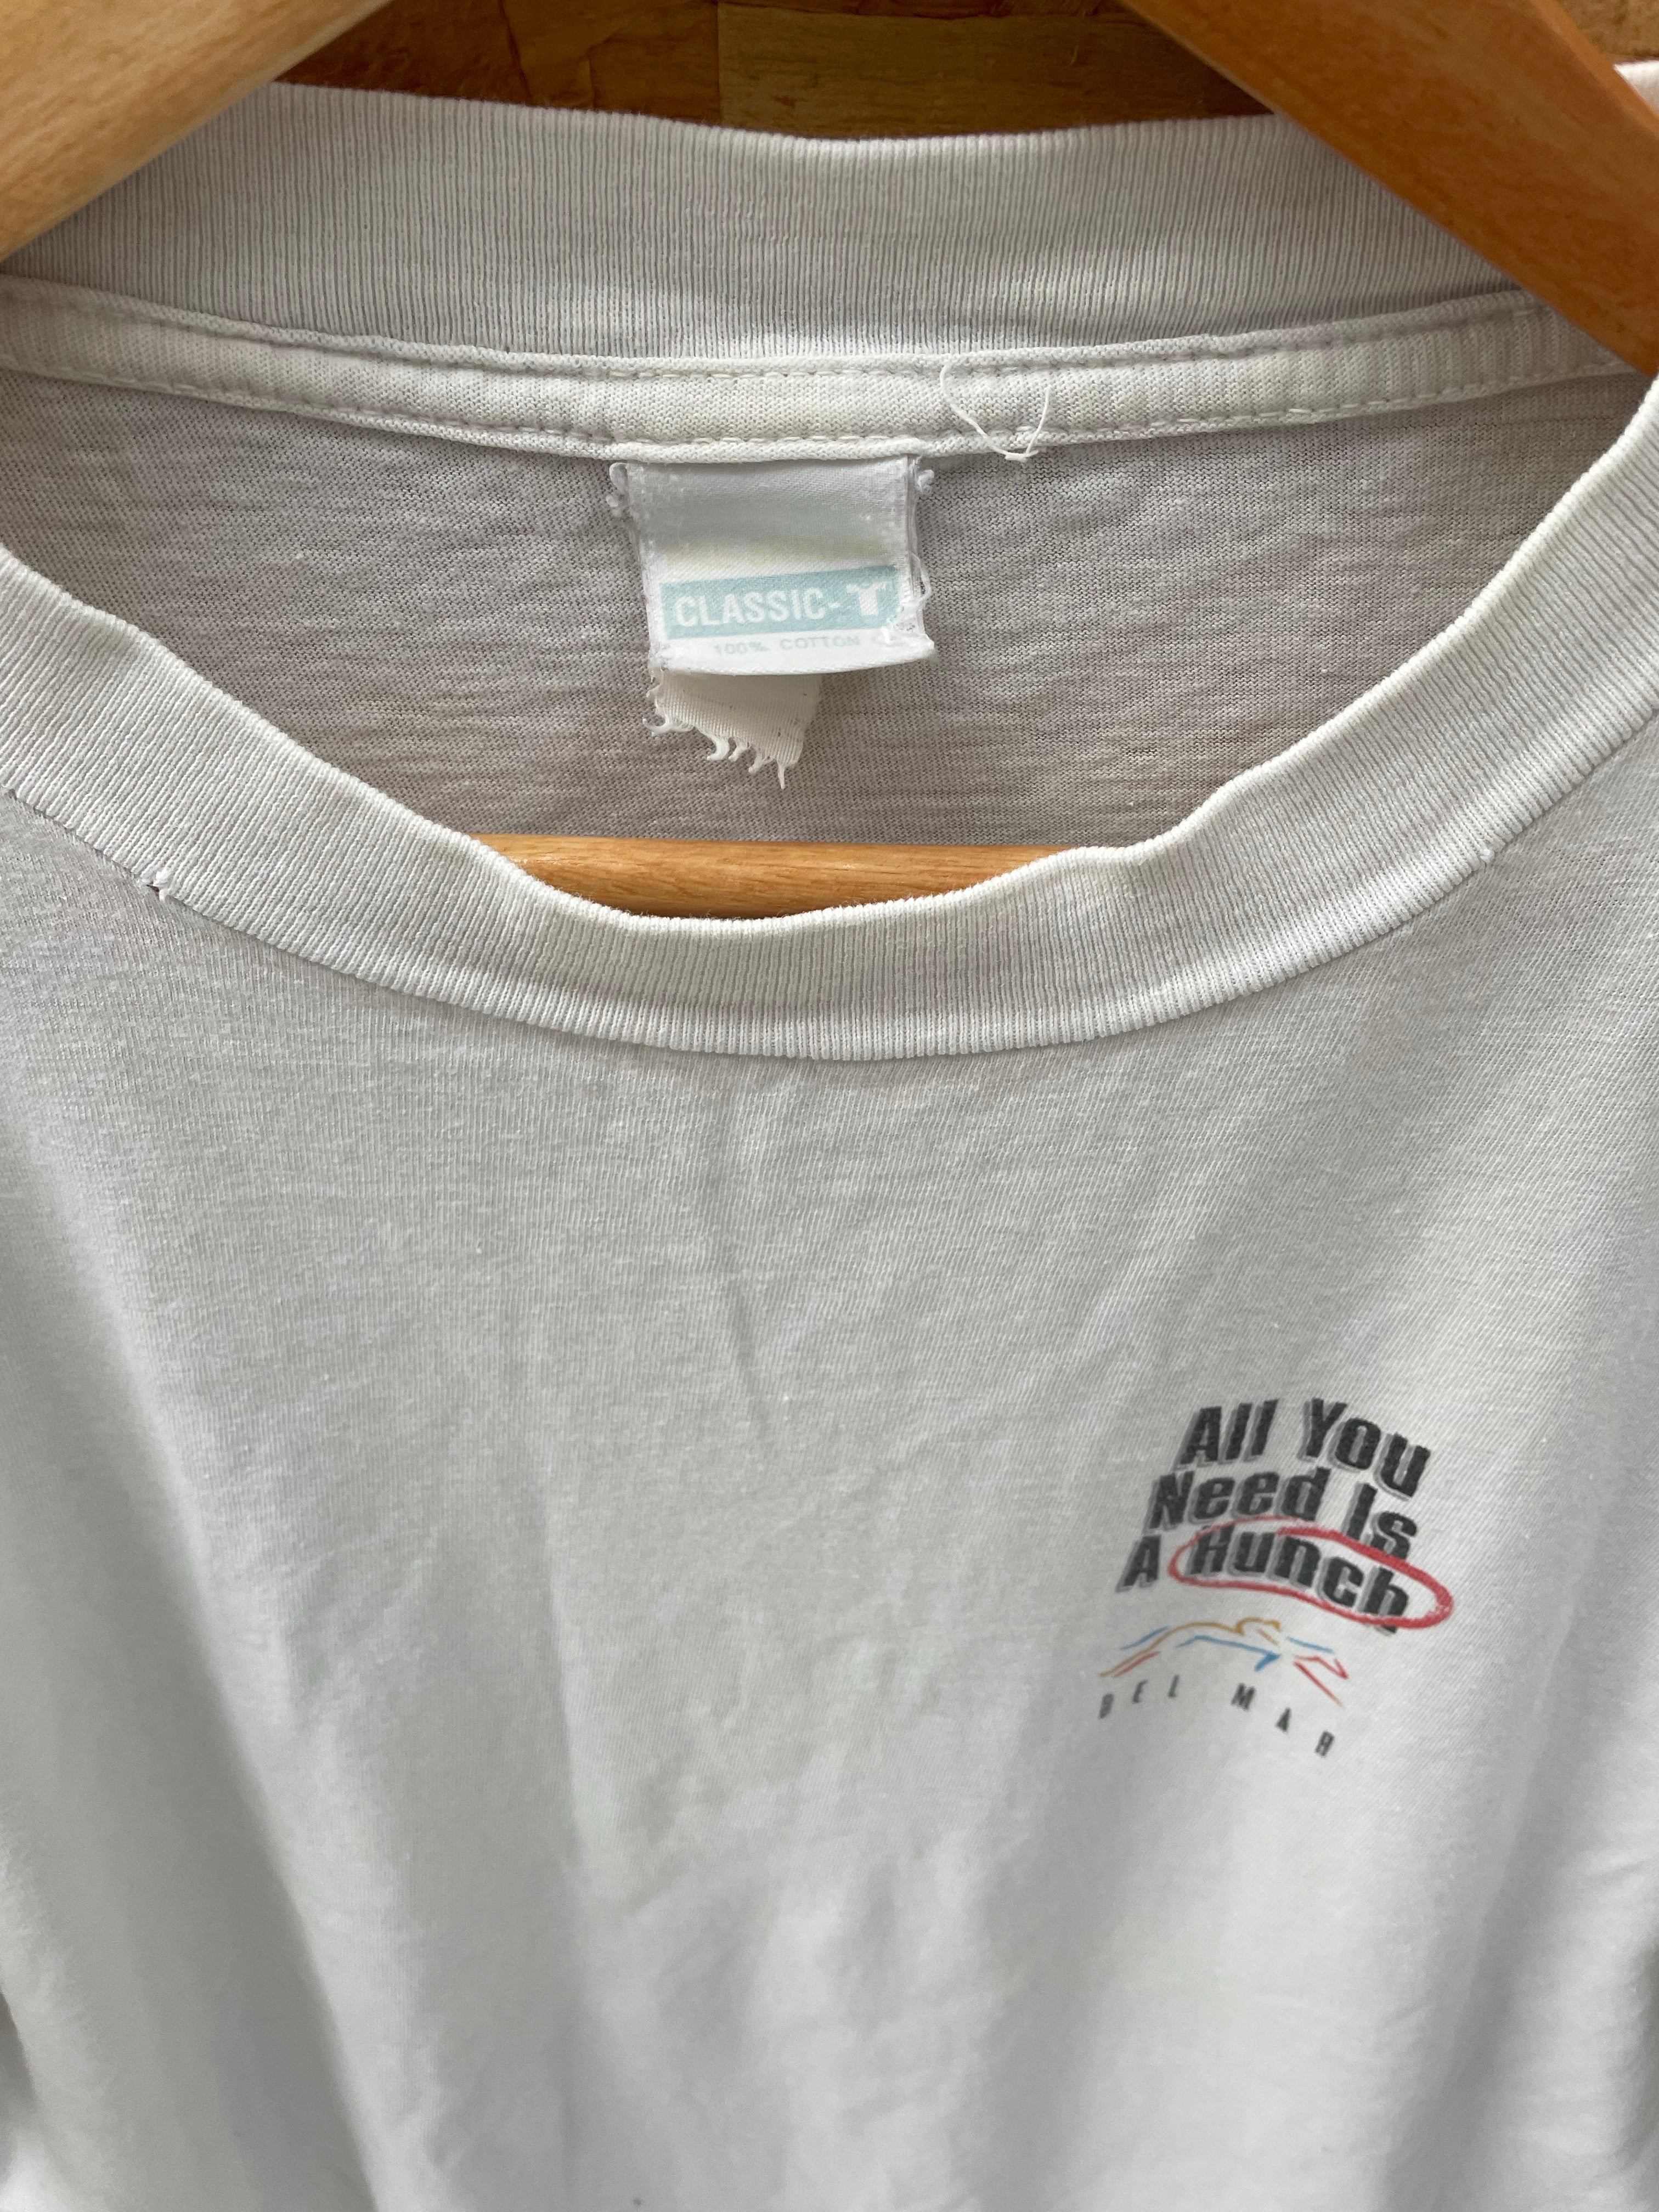 CLASSIC-T
100% COTTON
All You
Need Is
A Hunch
DEL MAR